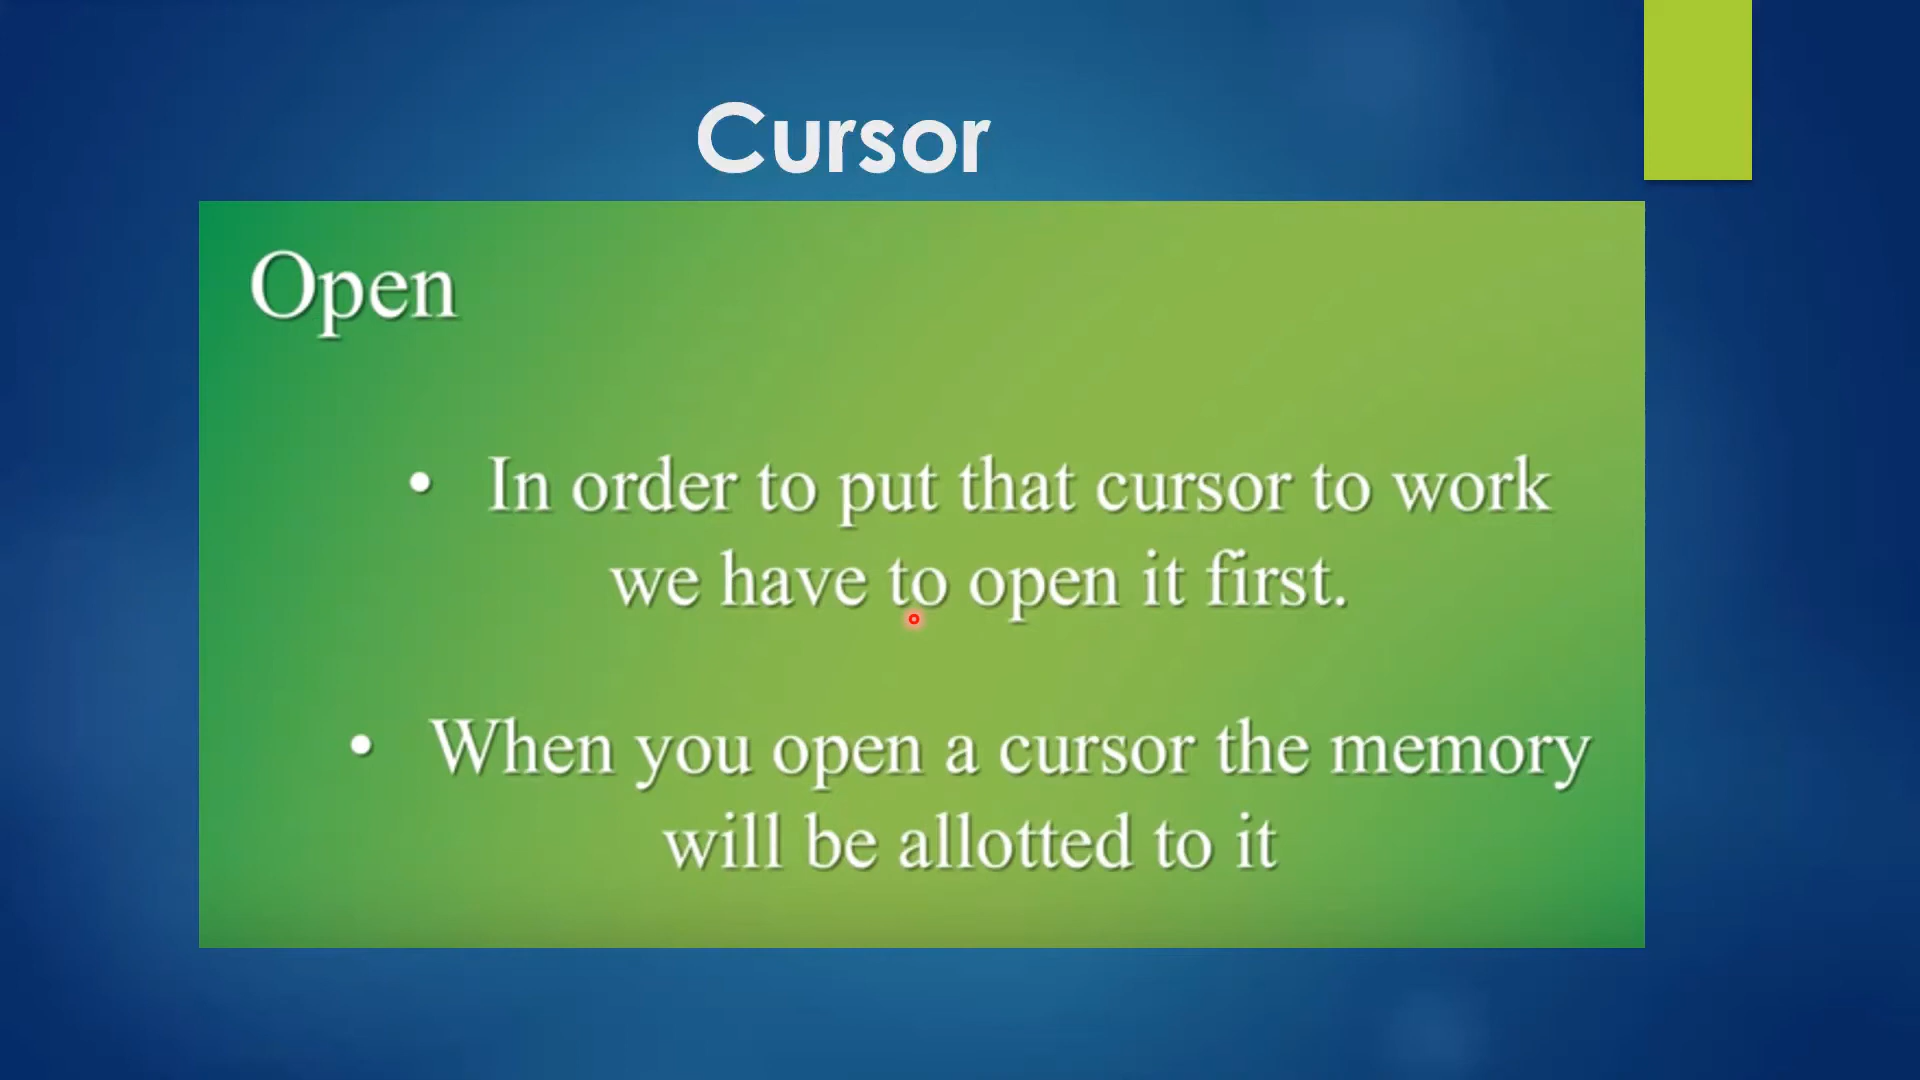 Cursor
Open
• In order to put that cursor to work
we have to open it first.
• When you open a cursor the memory
will be allotted to it